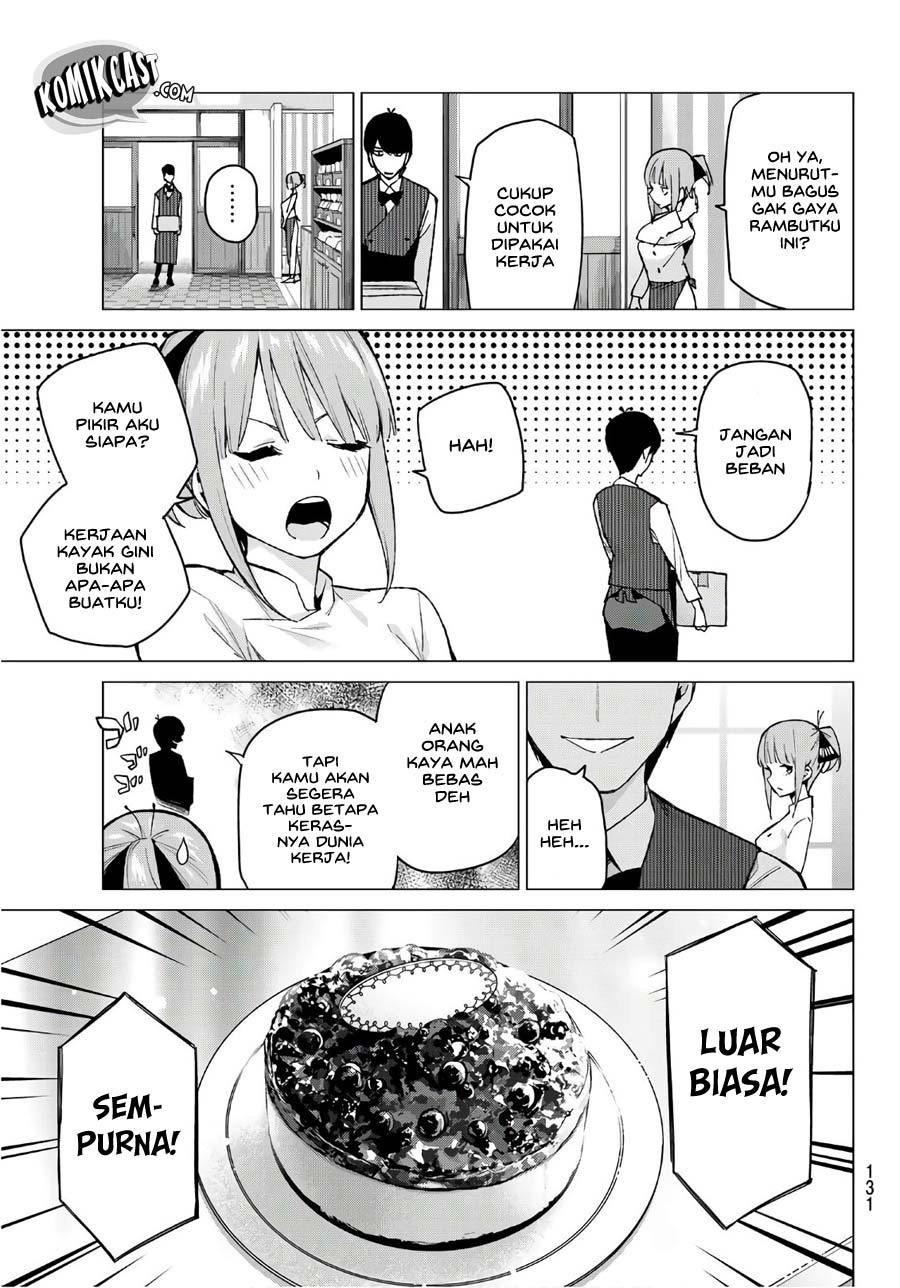 KOMIKCAST
.COM
OH YA,
MENURUT-
MU BAGUS
GAK GAYA
RAMBUTKU
INI?
CUKUP
COCOK
UNTUK
DIPAKAI
KERJA
......
JANGAN
JADI
BEBAN
HAH!
KAMU
PIKIR AKU
SIAPA?
KERJAAN
KAYAK GINI
BUKAN
APA-APA
BUATKU!
HEH
HEH...
ANAK
ORANG
KAYA MAH
BEBAS
DEH
TAPI
KAMU AKAN
SEGERA
TAHU BETAPA
KERAS-
NYA DUNIA
KERJA!
LUAR
BIASA!
SEM-
PURNA!
131